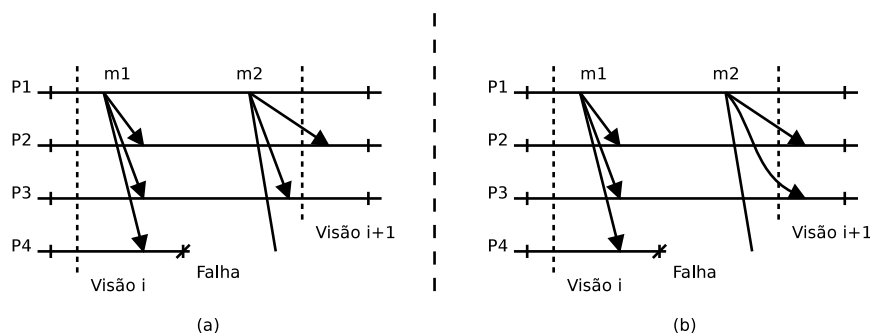 m1 m2
P1
P2
P3
P4
Visão i+1
Falha
Visão i
(a)
m1 m2
P1
P2
P3
P4
Visão i+1
Falha
Visão i
(b)